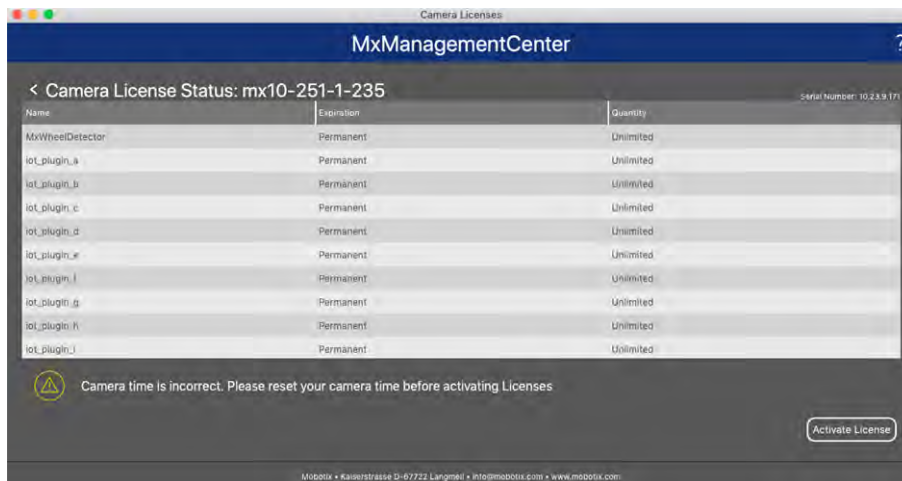 Camera Licenses
MxManagementCenter ?
< Camera License Status: mx10-251-1-235
Serial Number: 10.23.9.171
Name Expiration Quantity
MxWheelDetector Permanent Unlimited
iot_plugin_a Permanent Unlimited
iot_plugin_b Permanent Unlimited
iot_plugin_c Permanent Unlimited
iot_plugin_d Permanent Unlimited
iot_plugin_e Permanent Unlimited
iot_plugin_f Permanent Unlimited
iot_plugin_g Permanent Unlimited
iot_plugin_h Permanent Unlimited
iot_plugin_i Permanent Unlimited
Camera time is incorrect. Please reset your camera time before activating Licenses
Activate License
Mobotix • Kaiserstrasse D-67722 Langmeil • info@mobotix.com • www.mobotix.com